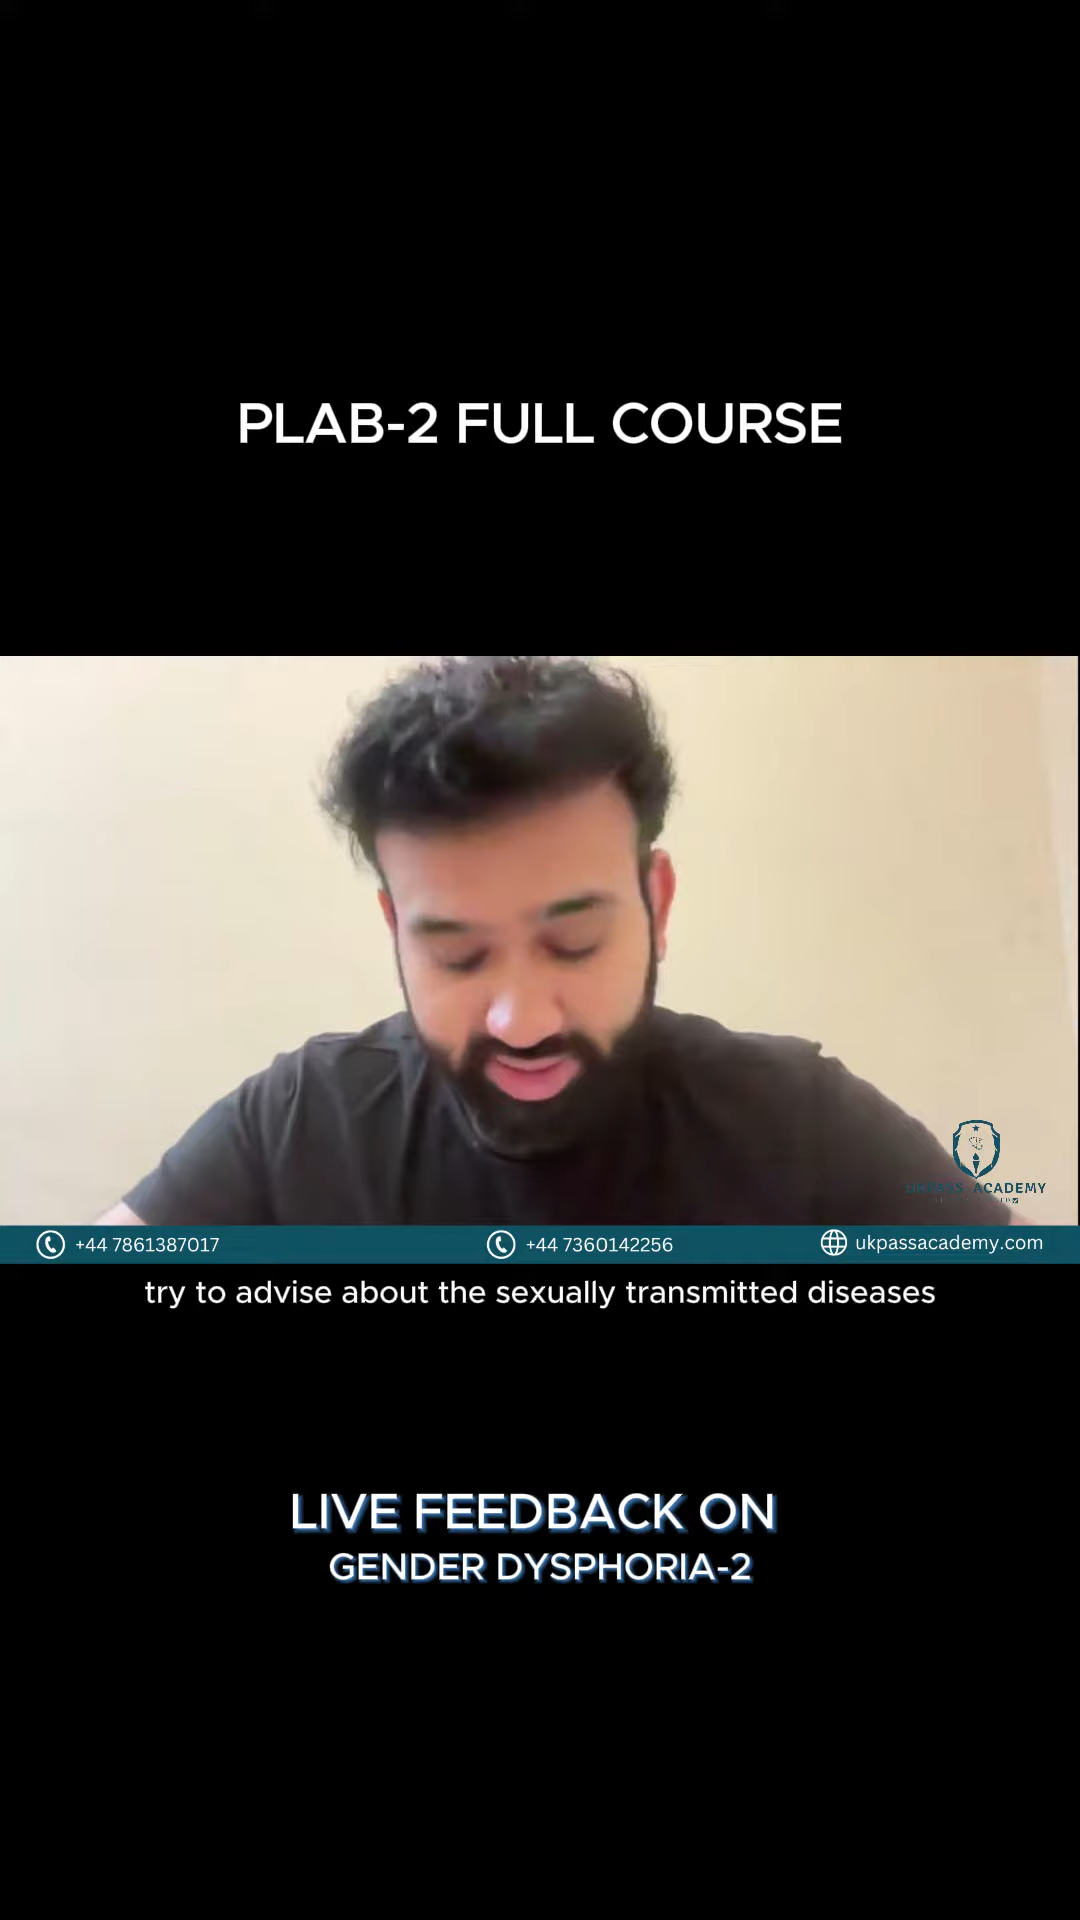 PLAB-2 FULL COURSE
ACADEMY
+44 7861387017
+44 7360142256
ukpassacademy.com
try to advise about the sexually transmitted diseases
LIVE FEEDBACK ON
GENDER DYSPHORIA-2